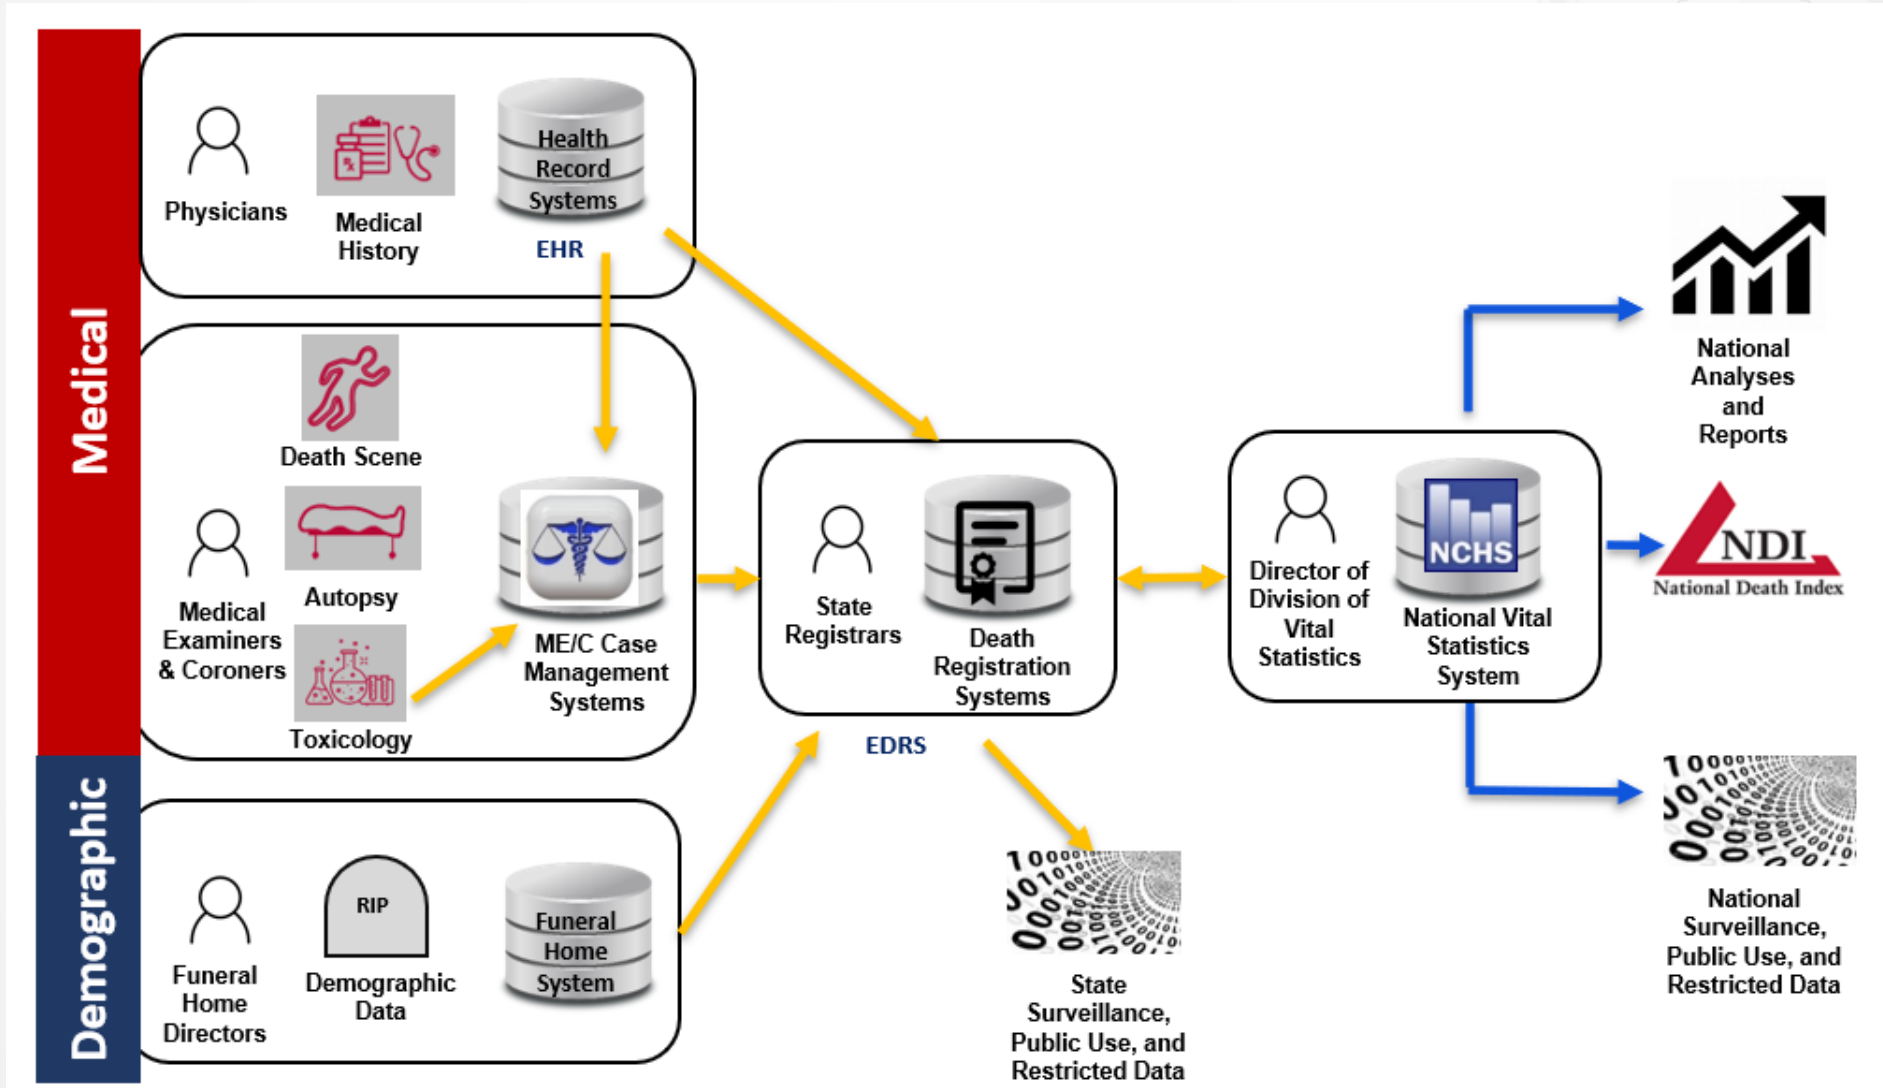 Medical
Physicians
Medical
History
Health
Record
Systems
EHR
Death Scene
Autopsy
Medical
Examiners
& Coroners
Toxicology
ME/C Case
Management
Systems
Demographic
Funeral
Home
Directors
RIP
Demographic
Data
Funeral
Home
System
State
Registrars
Death
Registration
Systems
EDRS
State
Surveillance,
Public Use, and
Restricted Data
Director of
Division of
Vital
Statistics
NCHS
National Vital
Statistics
System
National
Analyses
and
Reports
NDI
National Death Index
National
Surveillance,
Public Use, and
Restricted Data